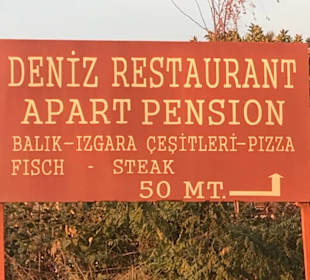 DENİZ RESTAURANT
APART PENSION
BALIK-IZGARA ÇEŞİTLERİ-PIZZA
FISCH - STEAK
50 MT.